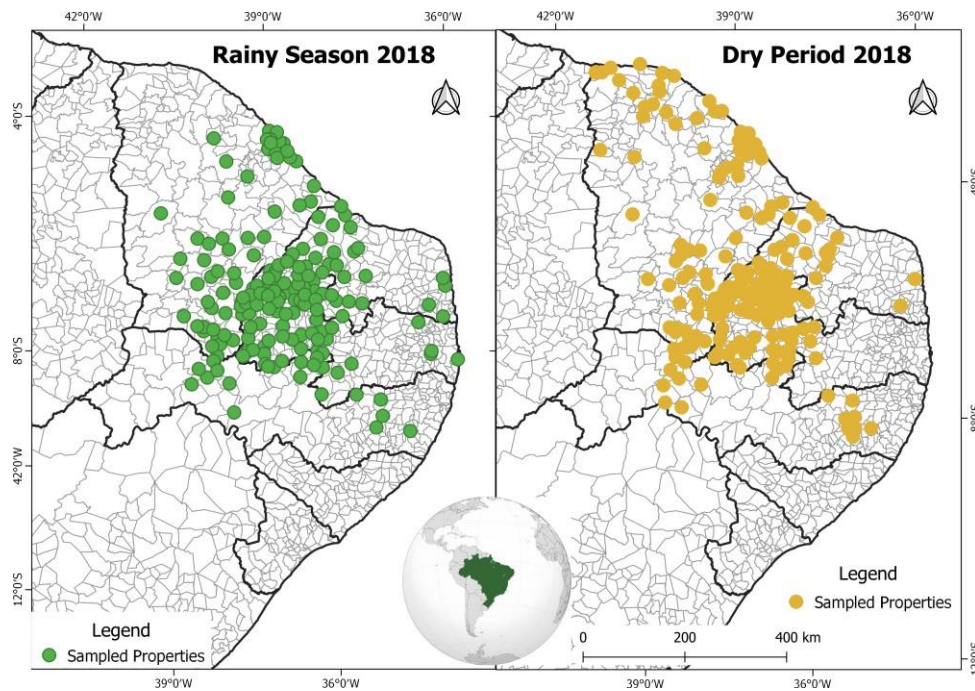 42°0'W 39°0'W 36°0'W 39°0'W 36°0'W
Rainy Season 2018
Dry Period 2018
4°0'S
8°0'S
42°0'W
12°0'S
Legend
Sampled Properties
Legend
Sampled Properties
0 200 400 km
39°0'W 36°0'W 39°0'W 36°0'W